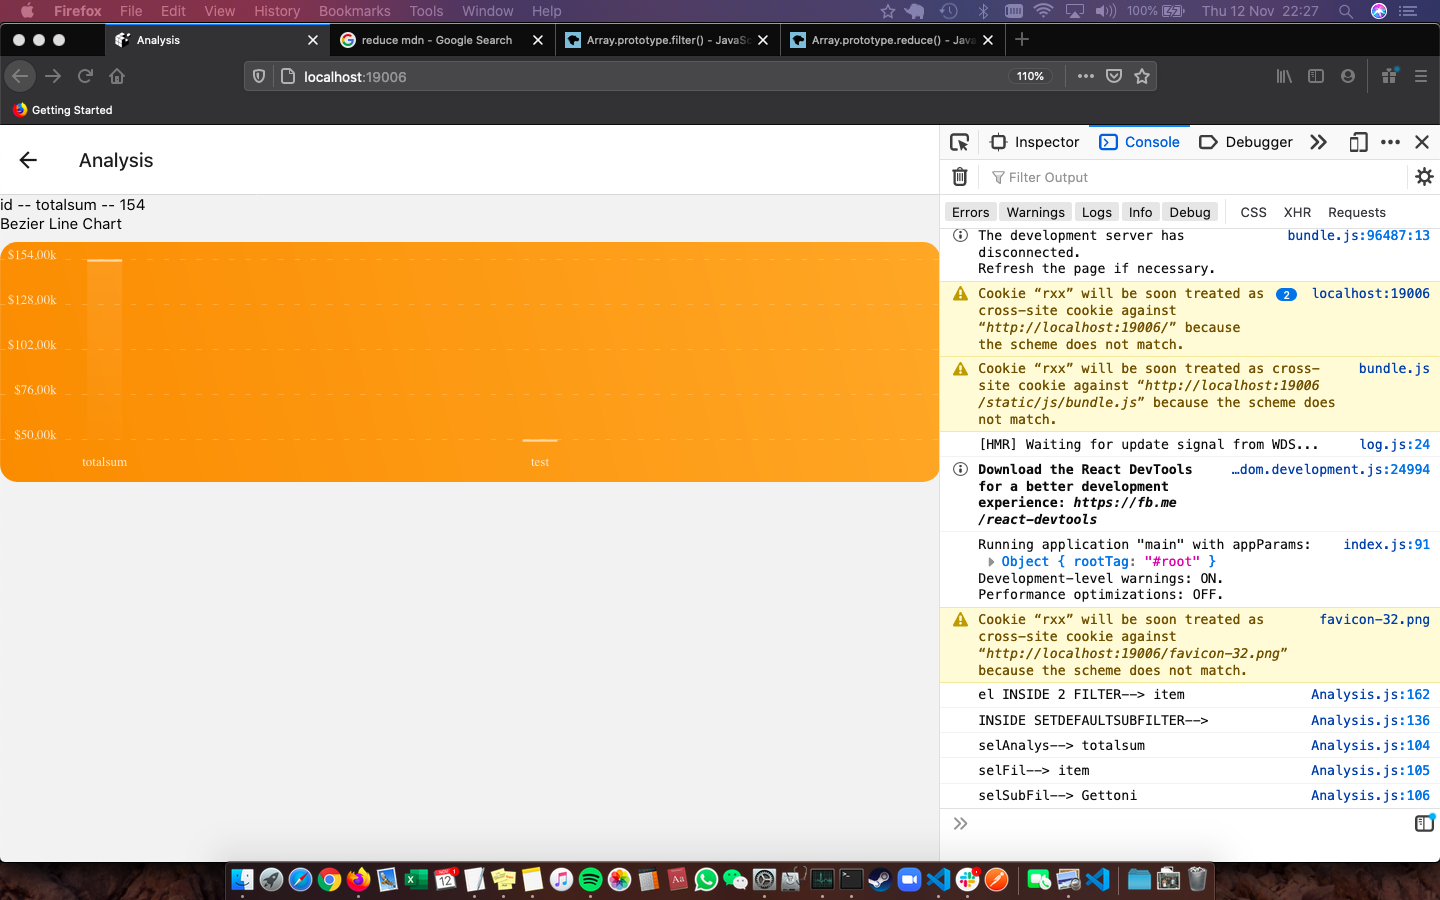 Firefox File Edit View History Bookmarks Tools Window Help 100% Thu 12 Nov 22:27
Analysis
reduce mdn - Google Search
Array.prototype.filter() - JavaSc
Array.prototype.reduce() - Java
localhost:19006 110%
Getting Started
Analysis
id -- totalsum -- 154
Bezier Line Chart
$154,00k
$128,00k
$102,00k
$76,00k
$50,00k
totalsum test
Inspector Console Debugger
Filter Output
Errors Warnings Logs Info Debug CSS XHR Requests
The development server has bundle.js:96487:13
disconnected.
Refresh the page if necessary.
Cookie “rxx” will be soon treated as 2 localhost:19006
cross-site cookie against
“http://localhost:19006/” because
the scheme does not match.
Cookie “rxx” will be soon treated as cross- bundle.js
site cookie against “http://localhost:19006
/static/js/bundle.js” because the scheme does
not match.
[HMR] Waiting for update signal from WDS... log.js:24
Download the React DevTools …dom.development.js:24994
for a better development
experience: https://fb.me
/react-devtools
Running application "main" with appParams: index.js:91
Object { rootTag: "#root" }
Development-level warnings: ON.
Performance optimizations: OFF.
Cookie “rxx” will be soon treated as favicon-32.png
cross-site cookie against
“http://localhost:19006/favicon-32.png”
because the scheme does not match.
el INSIDE 2 FILTER--> item Analysis.js:162
INSIDE SETDEFAULTSUBFILTER--> Analysis.js:136
selAnalys--> totalsum Analysis.js:104
selFil--> item Analysis.js:105
selSubFil--> Gettoni Analysis.js:106